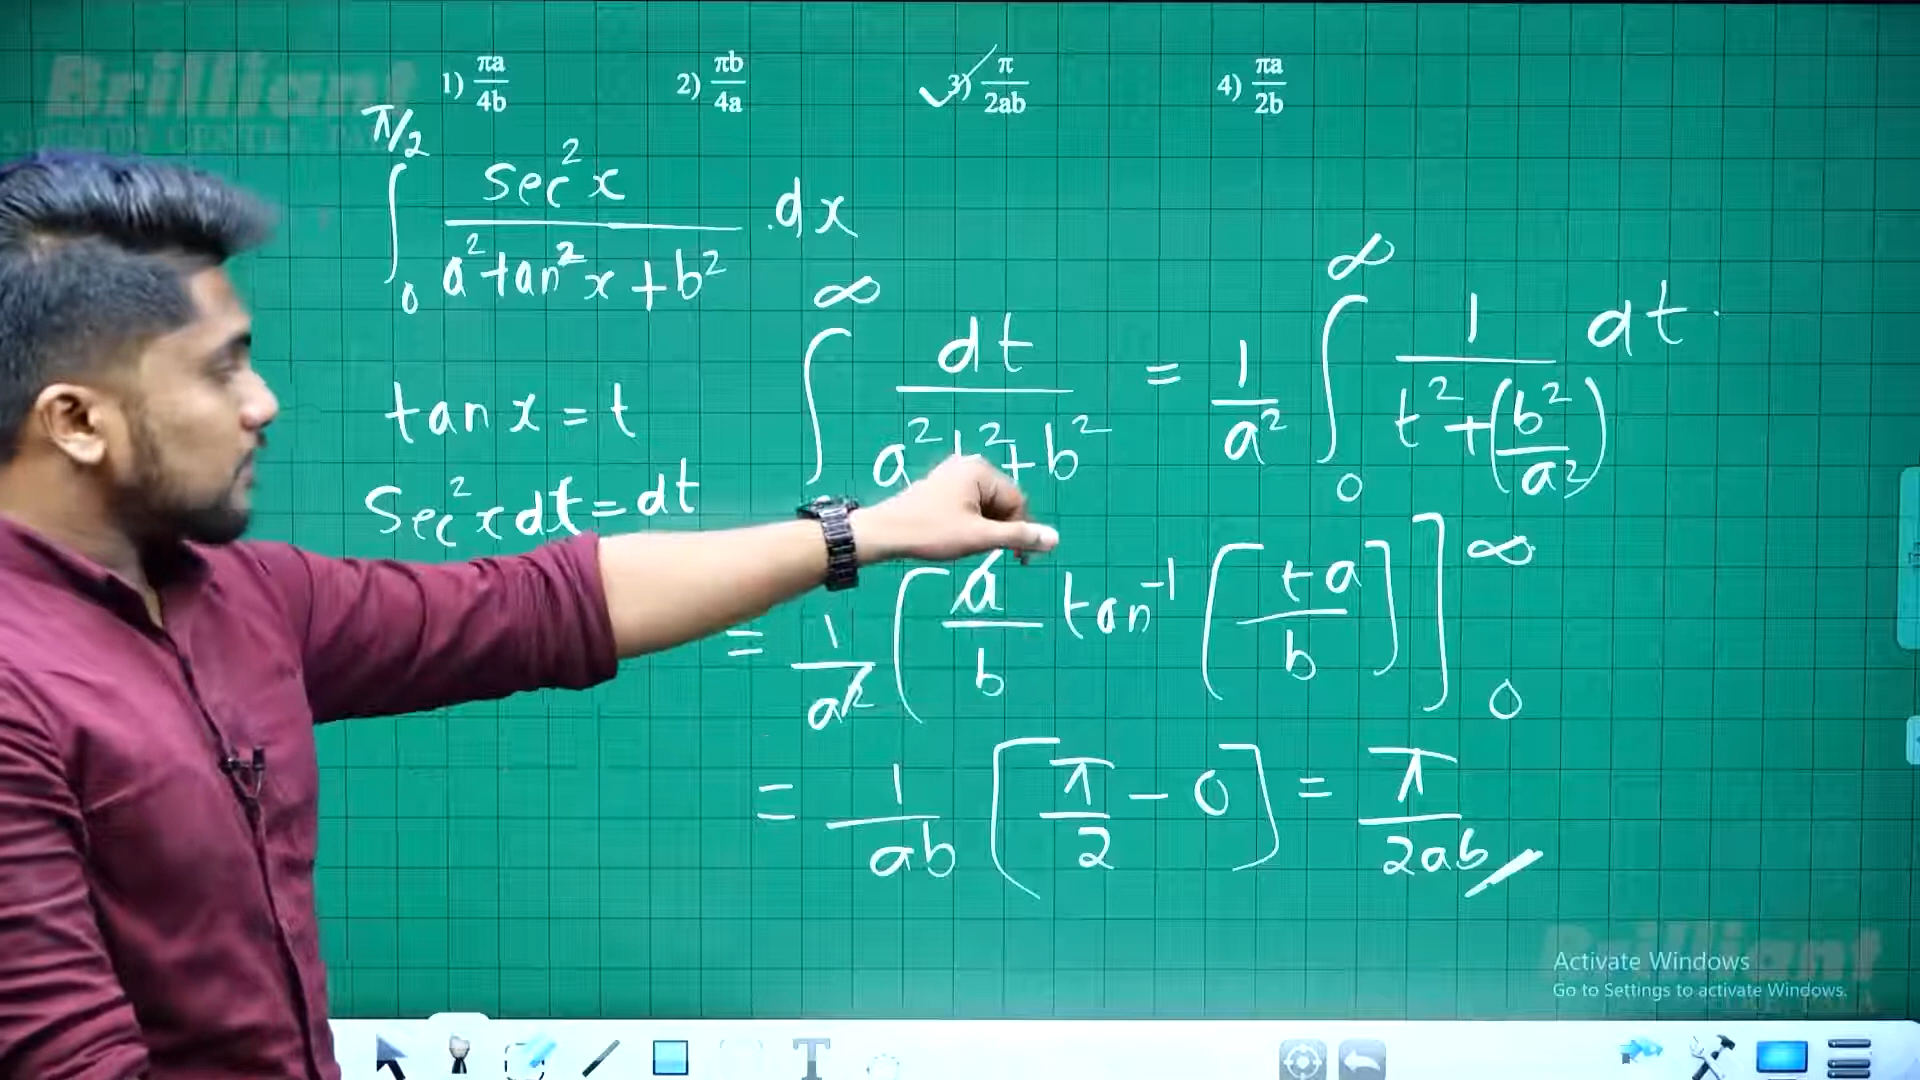 Brilliant
1) πa/4b 2) πb/4a 3) π/2ab 4) πa/2b
∫₀^π/2 sec²x / (a²tan²x + b²) .dx
tan x = t
Sec²x dt = dt
∫^∞ dt / (a²t² + b²) = 1/a² ∫₀^∞ 1 / (t² + (b²/a²)) dt
= 1/a² [a/b tan⁻¹ [ta/b]]₀^∞
= 1/ab [π/2 − 0] = π/2ab
Brilliant
Activate Windows
Go to Settings to activate Windows.
T